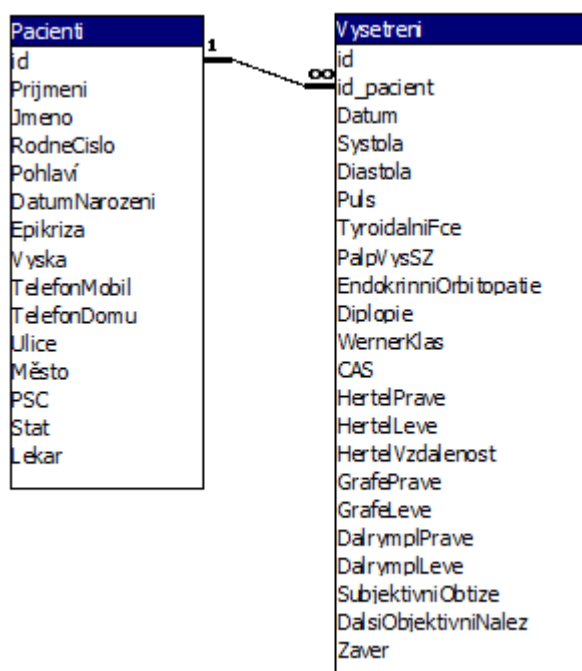 Pacienti
id
Prijmeni
Jmeno
RodneCislo
Pohlaví
DatumNarozeni
Epikriza
Vyska
TelefonMobil
TelefonDomu
Ulice
Město
PSC
Stat
Lekar
1
∞
Vysetreni
id
id_pacient
Datum
Systola
Diastola
Puls
TyroidalniFce
PalpVysSZ
EndokrinniOrbitopatie
Diplopie
WernerKlas
CAS
HertelPrave
HertelLeve
HertelVzdalenost
GrafePrave
GrafeLeve
DalrymplPrave
DalrymplLeve
SubjektivniObtize
DalsiObjektivniNalez
Zaver